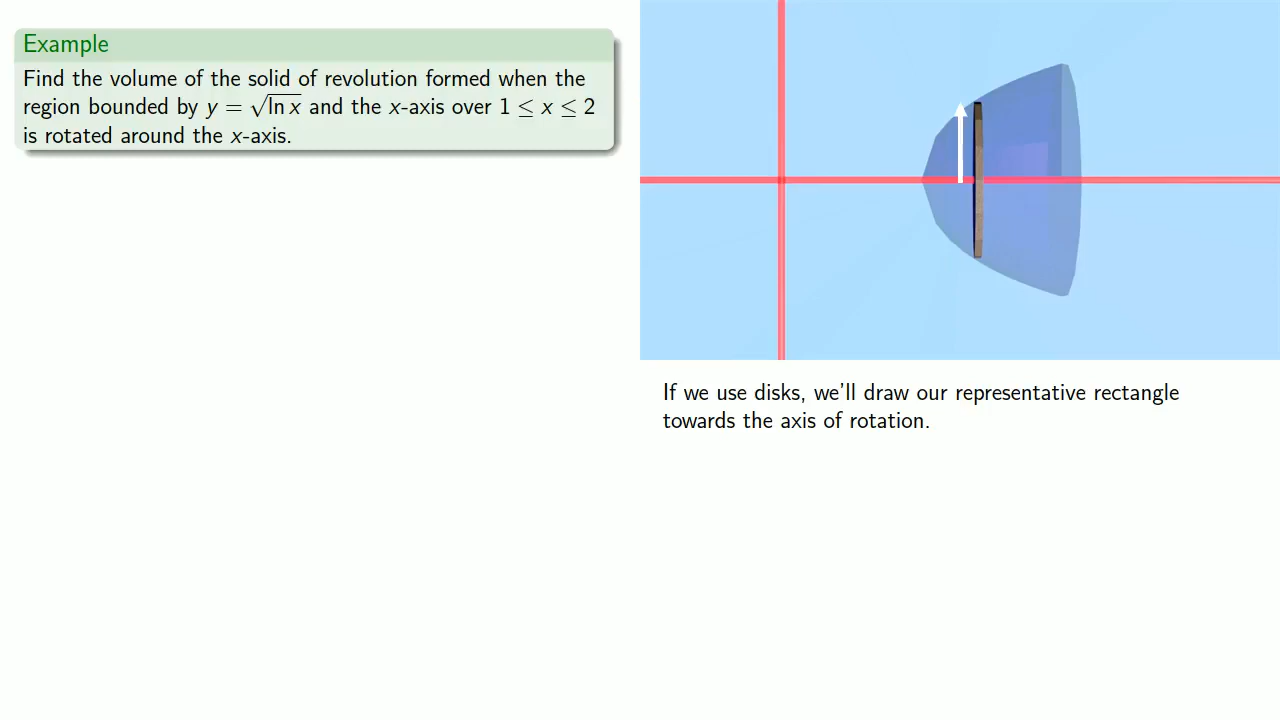 Example
Find the volume of the solid of revolution formed when the
region bounded by y = √ln x and the x-axis over 1 ≤ x ≤ 2
is rotated around the x-axis.
If we use disks, we'll draw our representative rectangle
towards the axis of rotation.